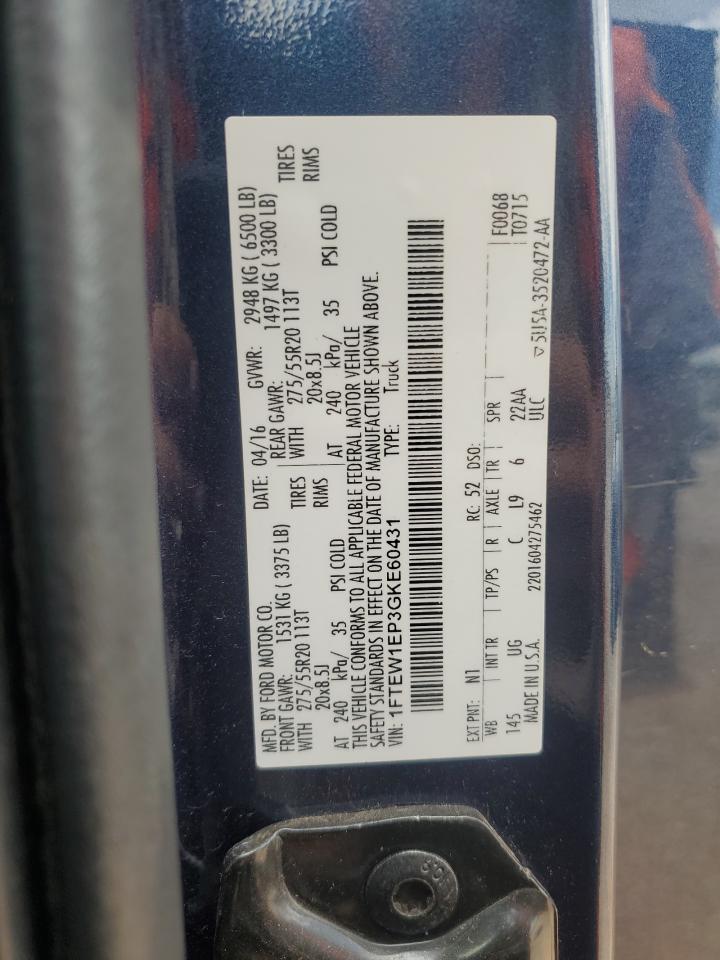 MFD. BY FORD MOTOR CO. DATE: 04/16 GVWR: 2948 KG ( 6500 LB)
FRONT GAWR: 1531 KG ( 3375 LB) REAR GAWR: 1497 KG ( 3300 LB)
WITH 275/55R20 113T TIRES WITH 275/55R20 113T TIRES
20x8.5J RIMS 20x8.5J RIMS
AT 240 kPa/ 35 PSI COLD AT 240 kPa/ 35 PSI COLD
THIS VEHICLE CONFORMS TO ALL APPLICABLE FEDERAL MOTOR VEHICLE
SAFETY STANDARDS IN EFFECT ON THE DATE OF MANUFACTURE SHOWN ABOVE.
VIN: 1FTEW1EP3GKE60431 TYPE: Truck
EXT PNT: N1 RC: 52 DSO:
WB INT TR TP/PS R AXLE TR SPR F0068
145 UG C L9 6 22AA T0715
MADE IN U.S.A. 2201604275462 UlC ▽5U5A-3520472-AA